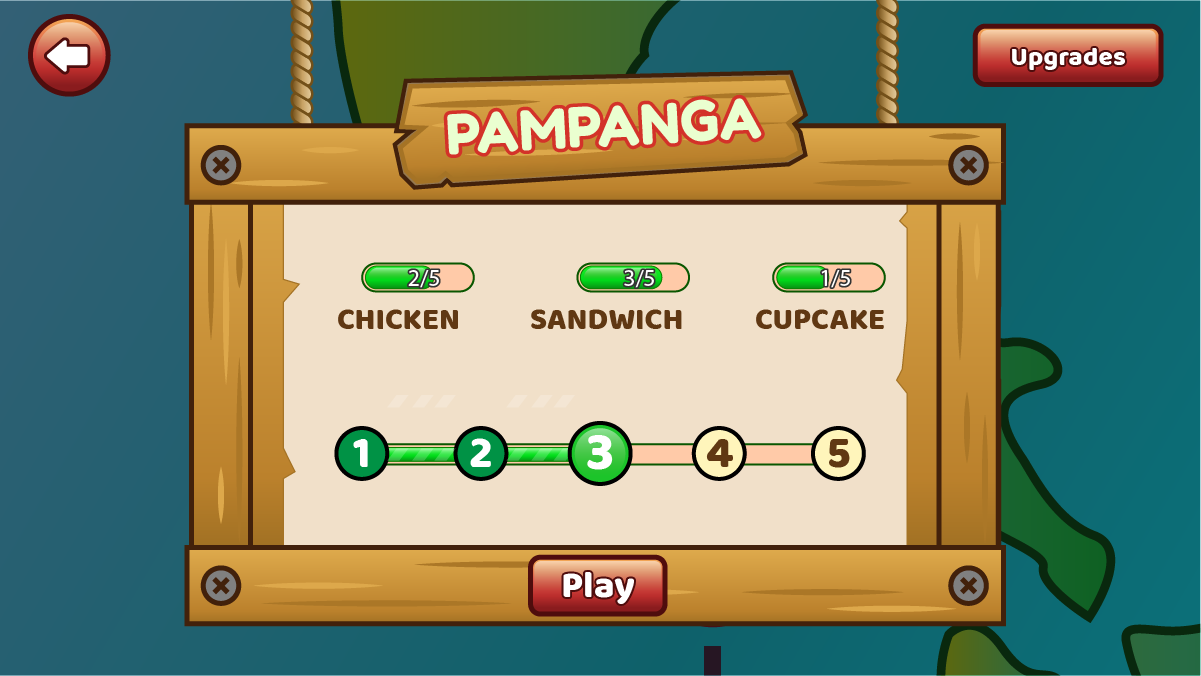 Upgrades
PAMPANGA
2/5
3/5
1/5
CHICKEN
SANDWICH
CUPCAKE
1
2
3
4
5
Play